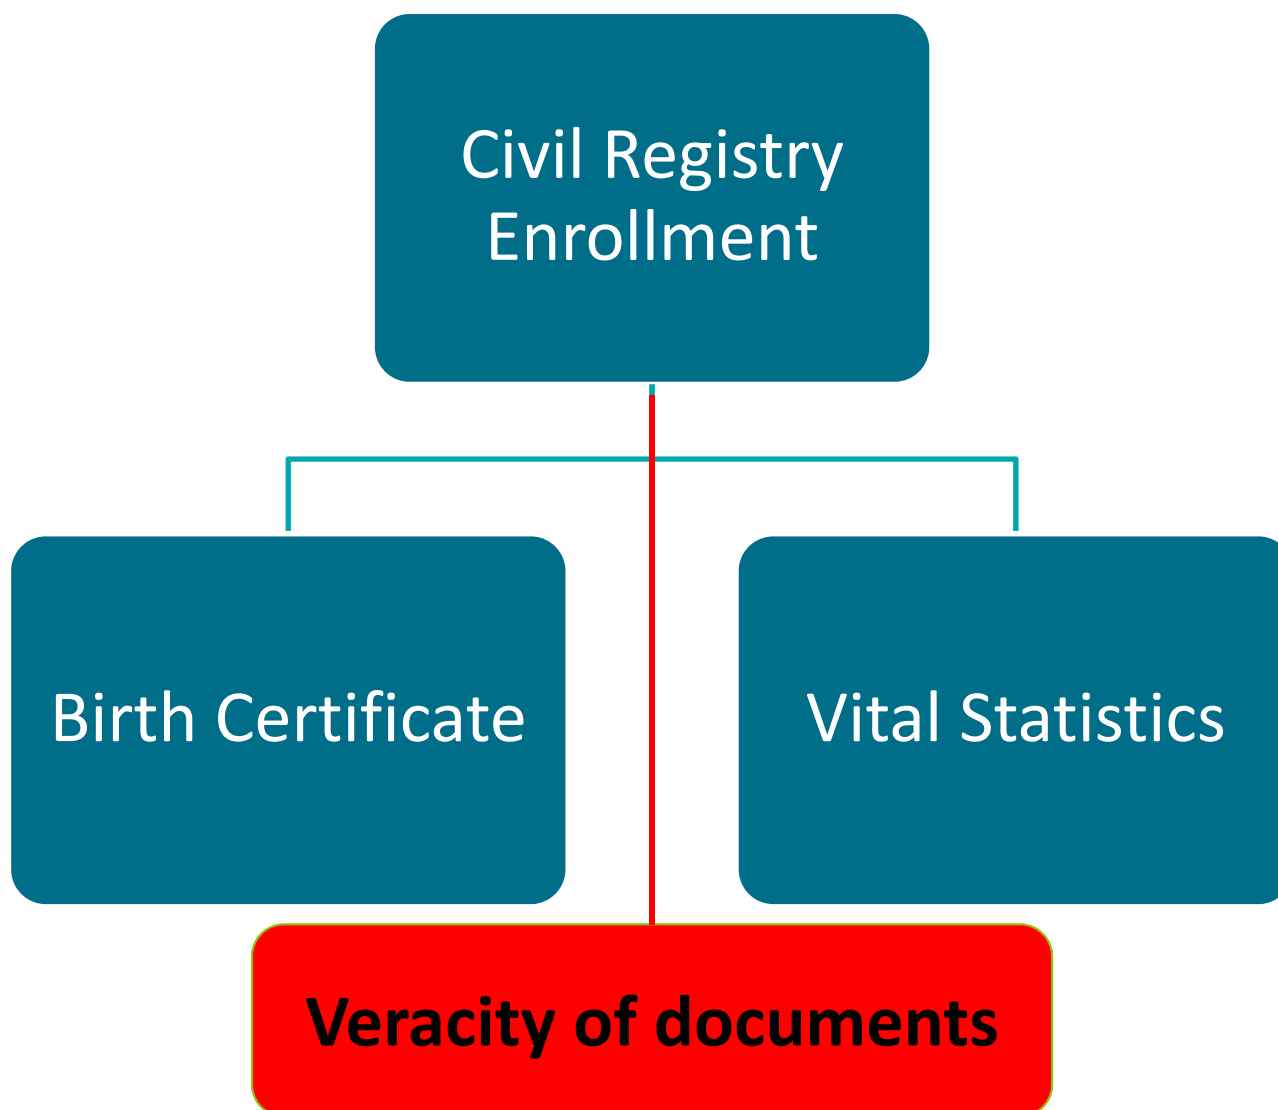 Civil Registry
Enrollment
Birth Certificate
Vital Statistics
Veracity of documents